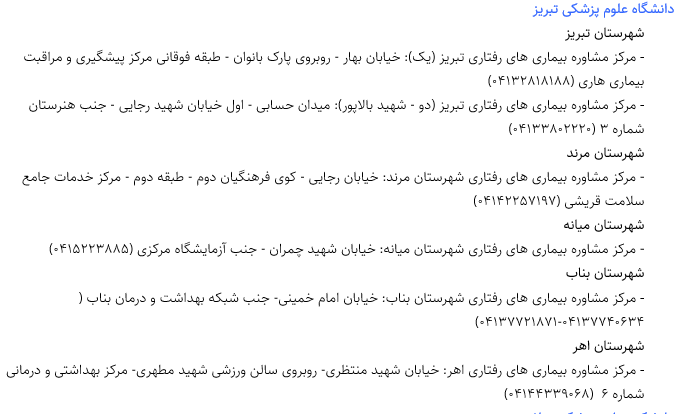 دانشگاه علوم پزشکی تبریز
شهرستان تبریز
- مرکز مشاوره بیماری های رفتاری تبریز (یک): خیابان بهار - روبروی پارک بانوان - طبقه فوقانی مرکز پیشگیری و مراقبت
بیماری هاری (۰۴۱۳۲۸۱۸۱۸۸)
- مرکز مشاوره بیماری های رفتاری تبریز (دو - شهید بالاپور): میدان حسابی - اول خیابان شهید رجایی - جنب هنرستان
شماره ۳ (۰۴۱۳۳۸۰۲۲۲۰)
شهرستان مرند
- مرکز مشاوره بیماری های رفتاری شهرستان مرند: خیابان رجایی - کوی فرهنگیان دوم - طبقه دوم - مرکز خدمات جامع
سلامت قریشی (۰۴۱۴۲۲۵۷۱۹۷)
شهرستان میانه
- مرکز مشاوره بیماری های رفتاری شهرستان میانه: خیابان شهید چمران - جنب آزمایشگاه مرکزی (۰۴۱۵۲۲۳۸۸۵)
شهرستان بناب
- مرکز مشاوره بیماری های رفتاری شهرستان بناب: خیابان امام خمینی- جنب شبکه بهداشت و درمان بناب (
۰۴۱۳۷۷۲۱۸۷۱-۰۴۱۳۷۷۴۰۶۳۴)
شهرستان اهر
- مرکز مشاوره بیماری های رفتاری اهر: خیابان شهید منتظری- روبروی سالن ورزشی شهید مطهری- مرکز بهداشتی و درمانی
شماره ۶ (۰۴۱۴۴۳۳۹۰۶۸)